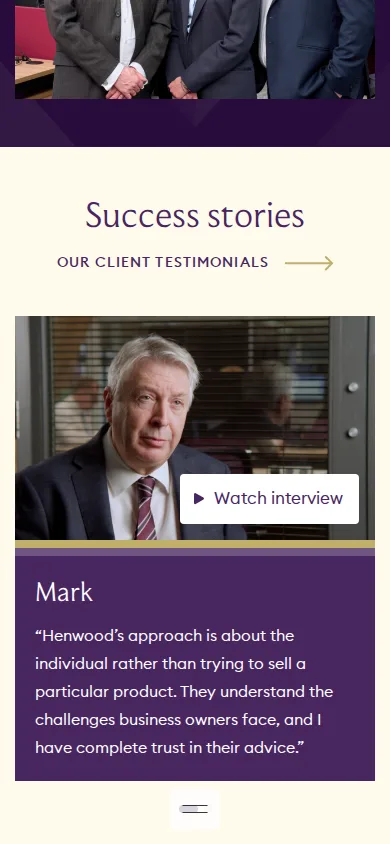 Success stories
OUR CLIENT TESTIMONIALS
Watch interview
Mark
“Henwood’s approach is about the
individual rather than trying to sell a
particular product. They understand the
challenges business owners face, and I
have complete trust in their advice.”